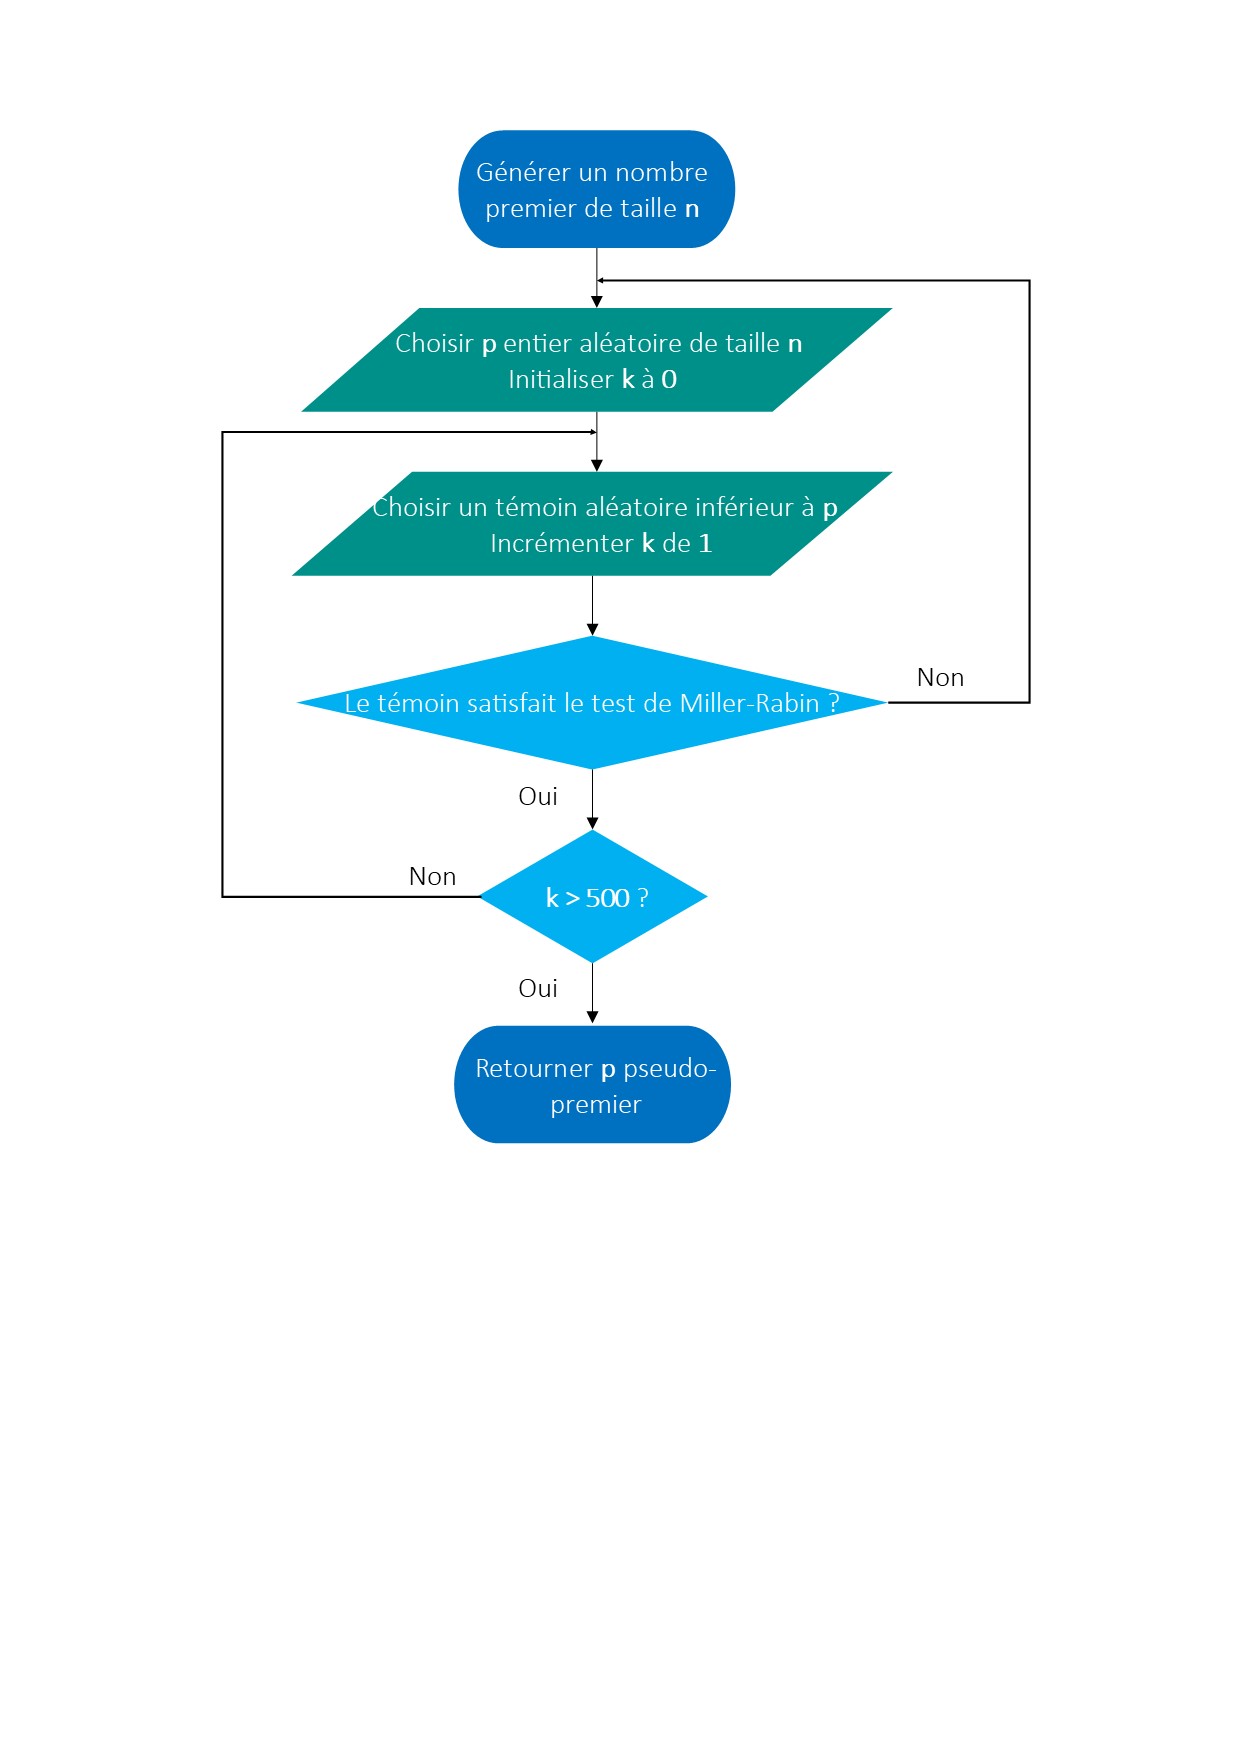 Générer un nombre
premier de taille n
Choisir p entier aléatoire de taille n
Initialiser k à 0
Choisir un témoin aléatoire inférieur à p
Incrémenter k de 1
Le témoin satisfait le test de Miller-Rabin ?
Non
Oui
Non
k > 500 ?
Oui
Retourner p pseudo-
premier